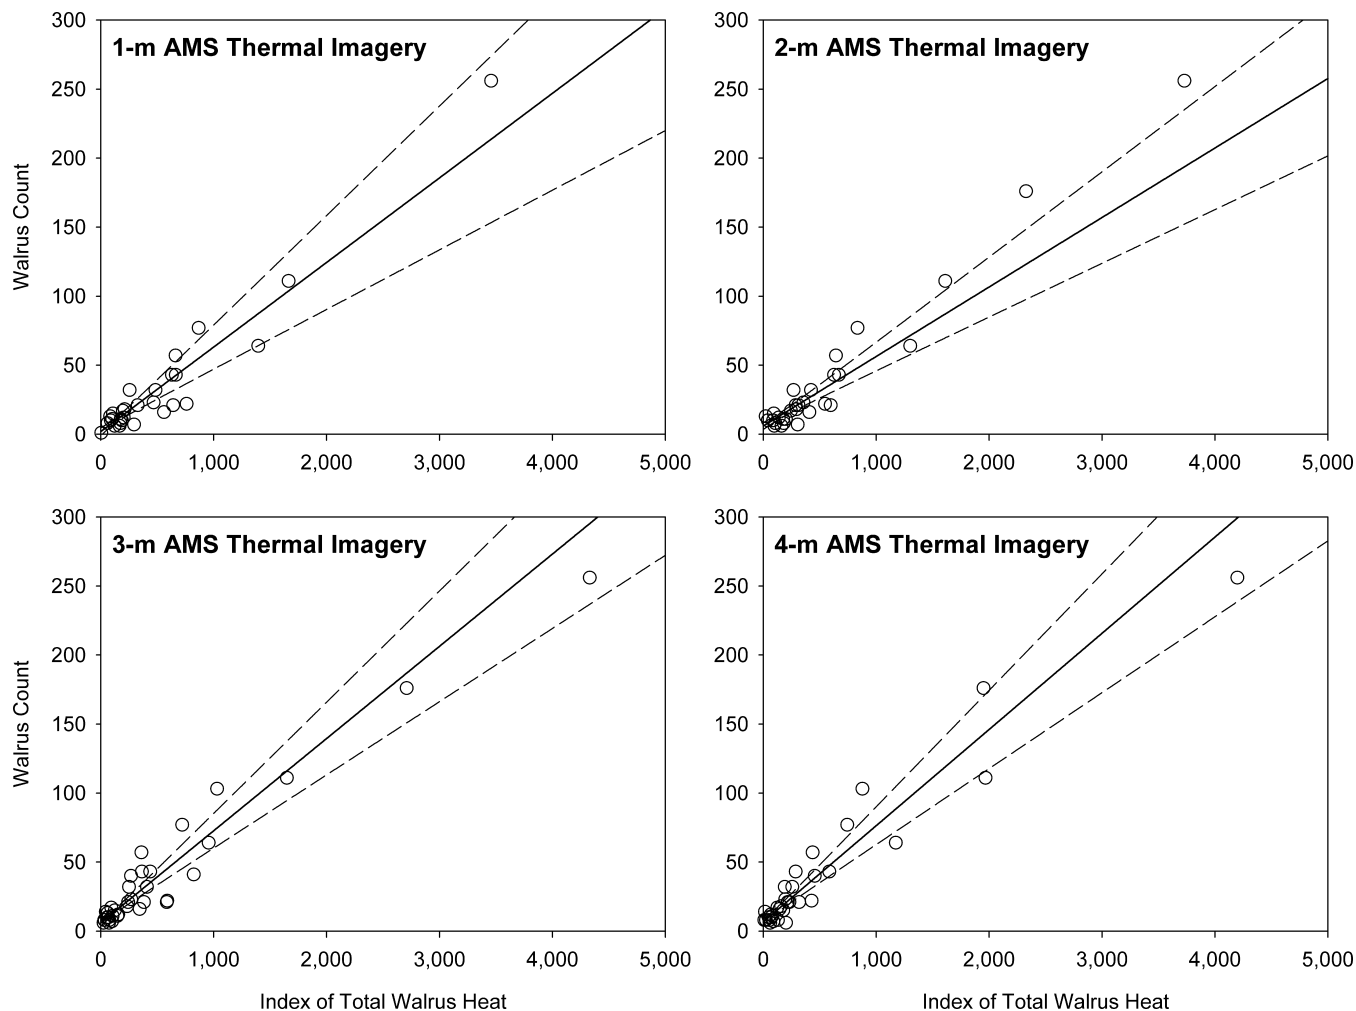 1-m AMS Thermal Imagery
300
250
200
150
100
50
0
Walrus Count
0 1,000 2,000 3,000 4,000 5,000
2-m AMS Thermal Imagery
300
250
200
150
100
50
0
0 1,000 2,000 3,000 4,000 5,000
3-m AMS Thermal Imagery
300
250
200
150
100
50
0
Walrus Count
0 1,000 2,000 3,000 4,000 5,000
Index of Total Walrus Heat
4-m AMS Thermal Imagery
300
250
200
150
100
50
0
0 1,000 2,000 3,000 4,000 5,000
Index of Total Walrus Heat